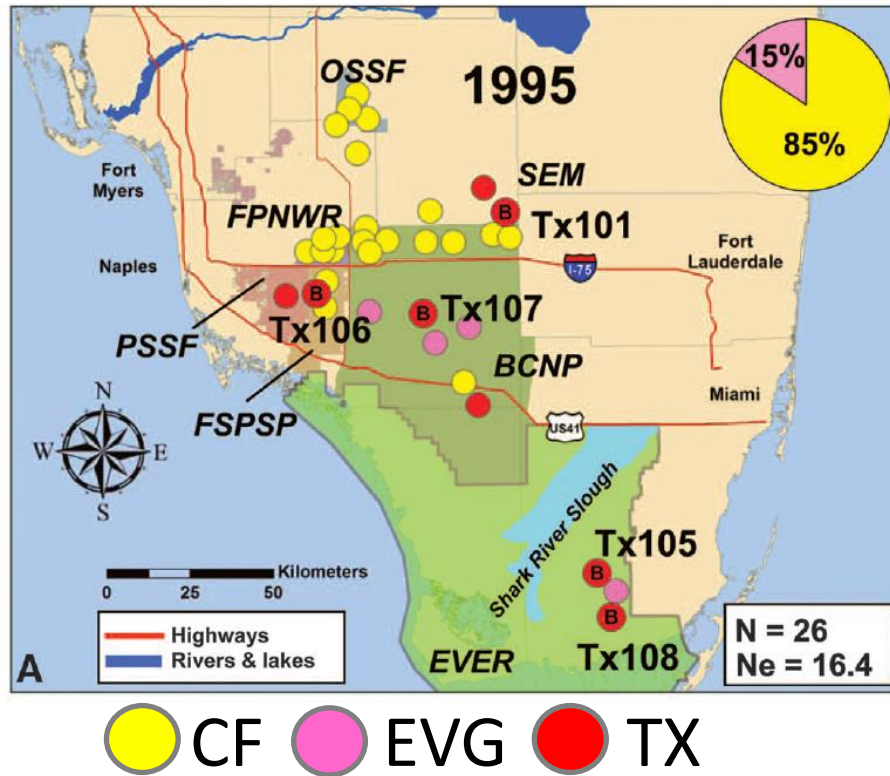 1995
15%
85%
OSSF
SEM
B
Tx101
Fort
Myers
FPNWR
Naples
I-75
Fort
Lauderdale
B
Tx106
B
Tx107
PSSF
BCNP
FSPSP
Miami
US41
N
W
E
S
Shark River Slough
Tx105
B
B
Tx108
EVER
Kilometers
0 25 50
Highways
Rivers & lakes
A
N = 26
Ne = 16.4
CF EVG TX